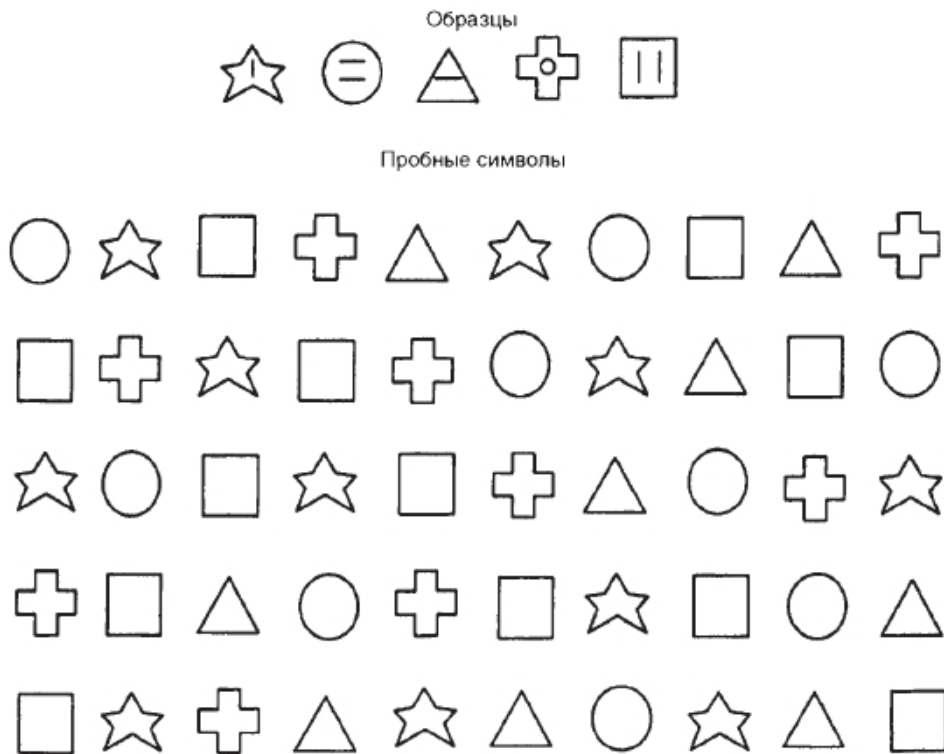 Образцы
Пробные символы